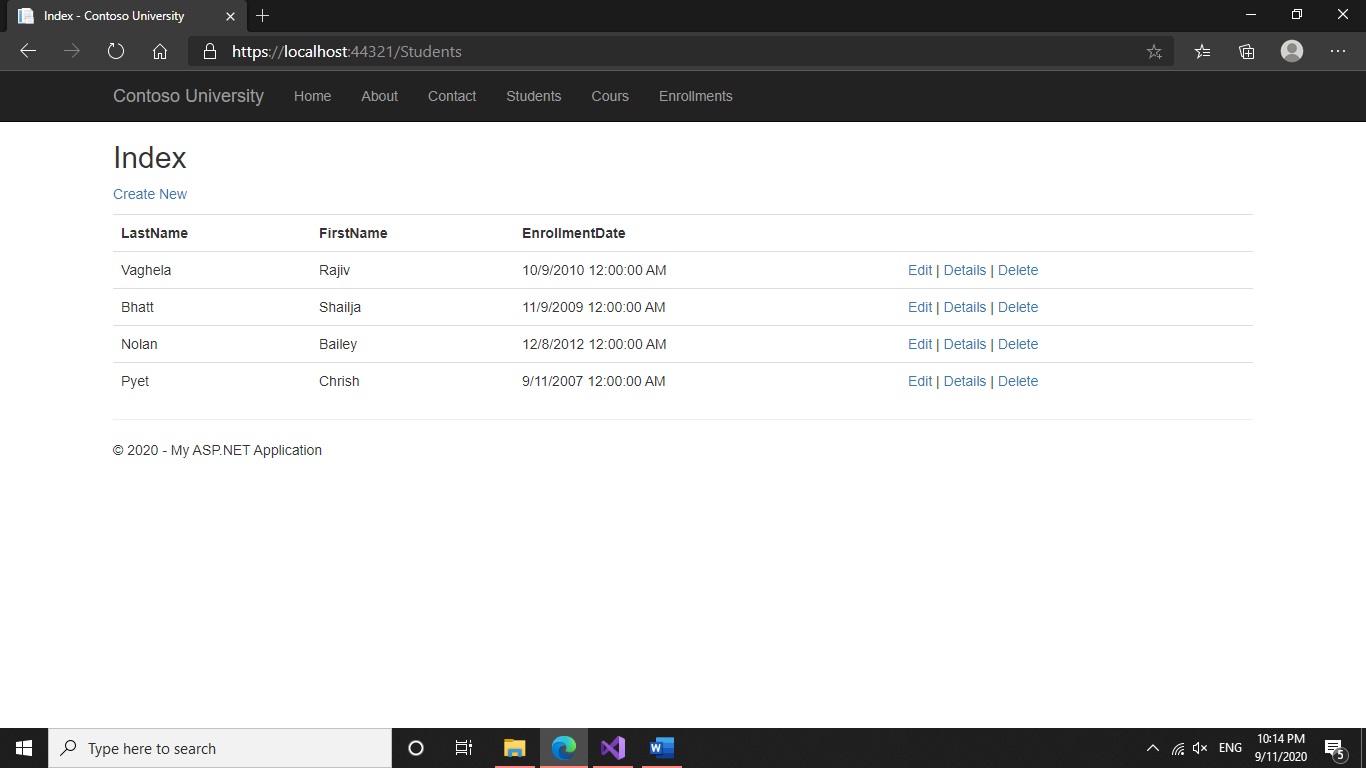 Index - Contoso University
https://localhost:44321/Students
Contoso University Home About Contact Students Cours Enrollments
Index
Create New
LastName FirstName EnrollmentDate
Vaghela Rajiv 10/9/2010 12:00:00 AM Edit | Details | Delete
Bhatt Shailja 11/9/2009 12:00:00 AM Edit | Details | Delete
Nolan Bailey 12/8/2012 12:00:00 AM Edit | Details | Delete
Pyet Chrish 9/11/2007 12:00:00 AM Edit | Details | Delete
© 2020 - My ASP.NET Application
Type here to search
ENG
10:14 PM
9/11/2020
5